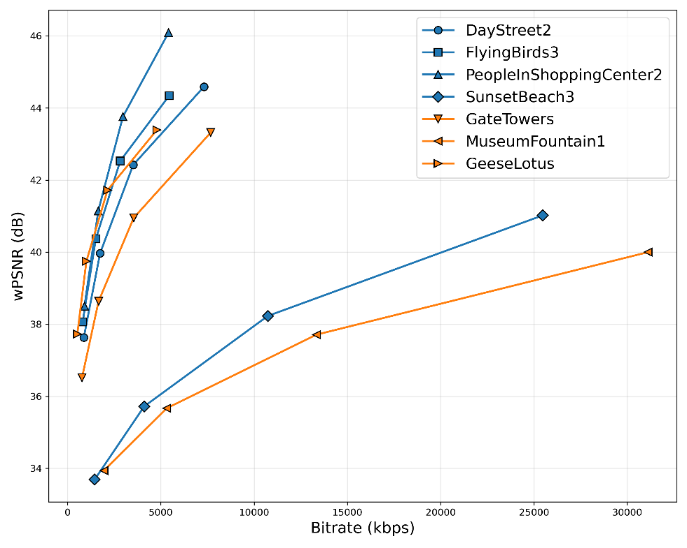 46
44
42
40
38
36
34
wPSNR (dB)
DayStreet2
FlyingBirds3
PeopleInShoppingCenter2
SunsetBeach3
GateTowers
MuseumFountain1
GeeseLotus
0
5000
10000
15000
20000
25000
30000
Bitrate (kbps)